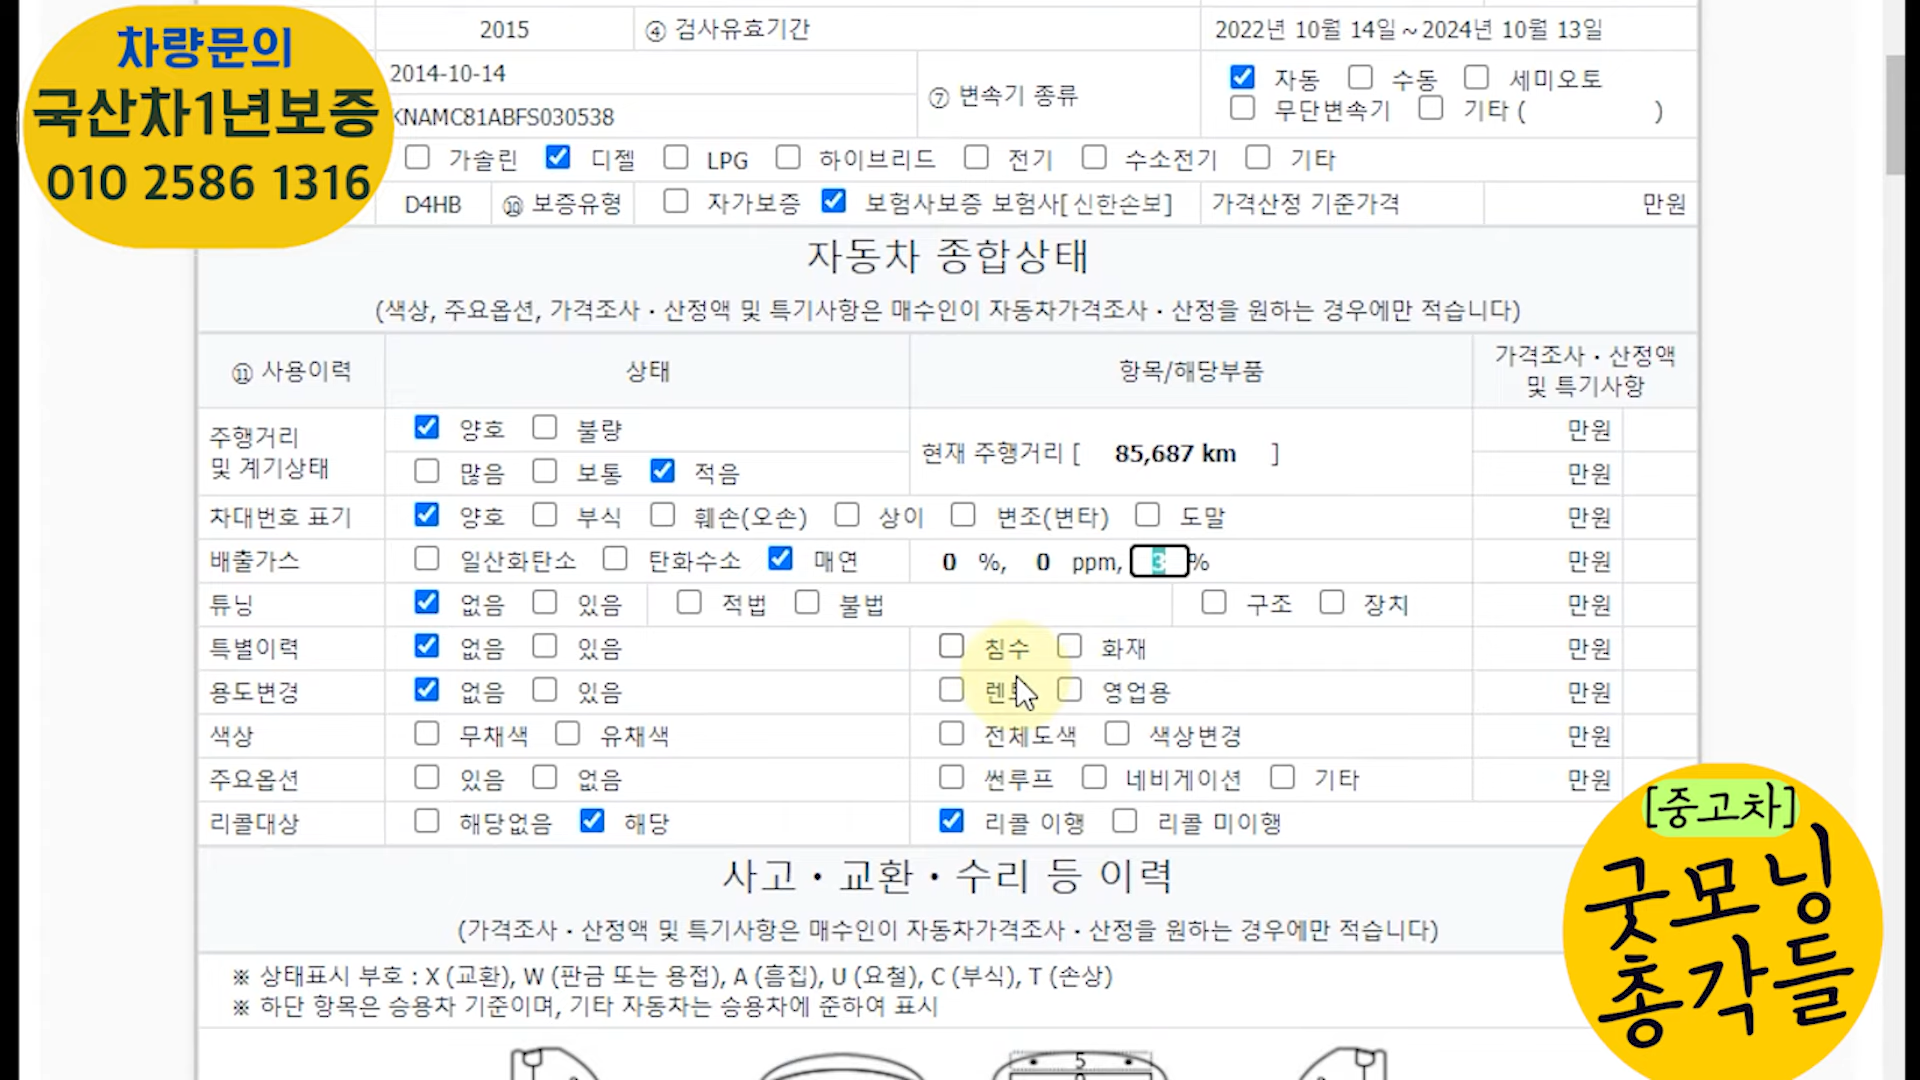 차량문의
국산차1년보증
010 2586 1316
2015 ④ 검사유효기간 2022년 10월 14일 ~ 2024년 10월 13일
2014-10-14
KNAMC81ABFS030538
⑦ 변속기 종류
자동 수동 세미오토
무단변속기 기타 ( )
가솔린 디젤 LPG 하이브리드 전기 수소전기 기타
D4HB ⑩ 보증유형 자가보증 보험사보증 보험사[ 신한손보] 가격산정 기준가격 만원
자동차 종합상태
(색상, 주요옵션, 가격조사・산정액 및 특기사항은 매수인이 자동차가격조사・산정을 원하는 경우에만 적습니다)
⑪ 사용이력 상태 항목/해당부품 가격조사・산정액
및 특기사항
주행거리
및 계기상태
양호 불량
현재 주행거리 [ 85,687 km ]
만원
많음 보통 적음
만원
차대번호 표기 양호 부식 훼손(오손) 상이 변조(변타) 도말 만원
배출가스 일산화탄소 탄화수소 매연 0 %, 0 ppm, 3 % 만원
튜닝 없음 있음 적법 불법 구조 장치 만원
특별이력 없음 있음 침수 화재 만원
용도변경 없음 있음 렌트 영업용 만원
색상 무채색 유채색 전체도색 색상변경 만원
주요옵션 있음 없음 썬루프 네비게이션 기타 만원
리콜대상 해당없음 해당 리콜 이행 리콜 미이행
사고・교환・수리 등 이력
(가격조사・산정액 및 특기사항은 매수인이 자동차가격조사・산정을 원하는 경우에만 적습니다)
※ 상태표시 부호 : X (교환), W (판금 또는 용접), A (흠집), U (요철), C (부식), T (손상)
※ 하단 항목은 승용차 기준이며, 기타 자동차는 승용차에 준하여 표시
5
[중고차]
굿모닝
총각들